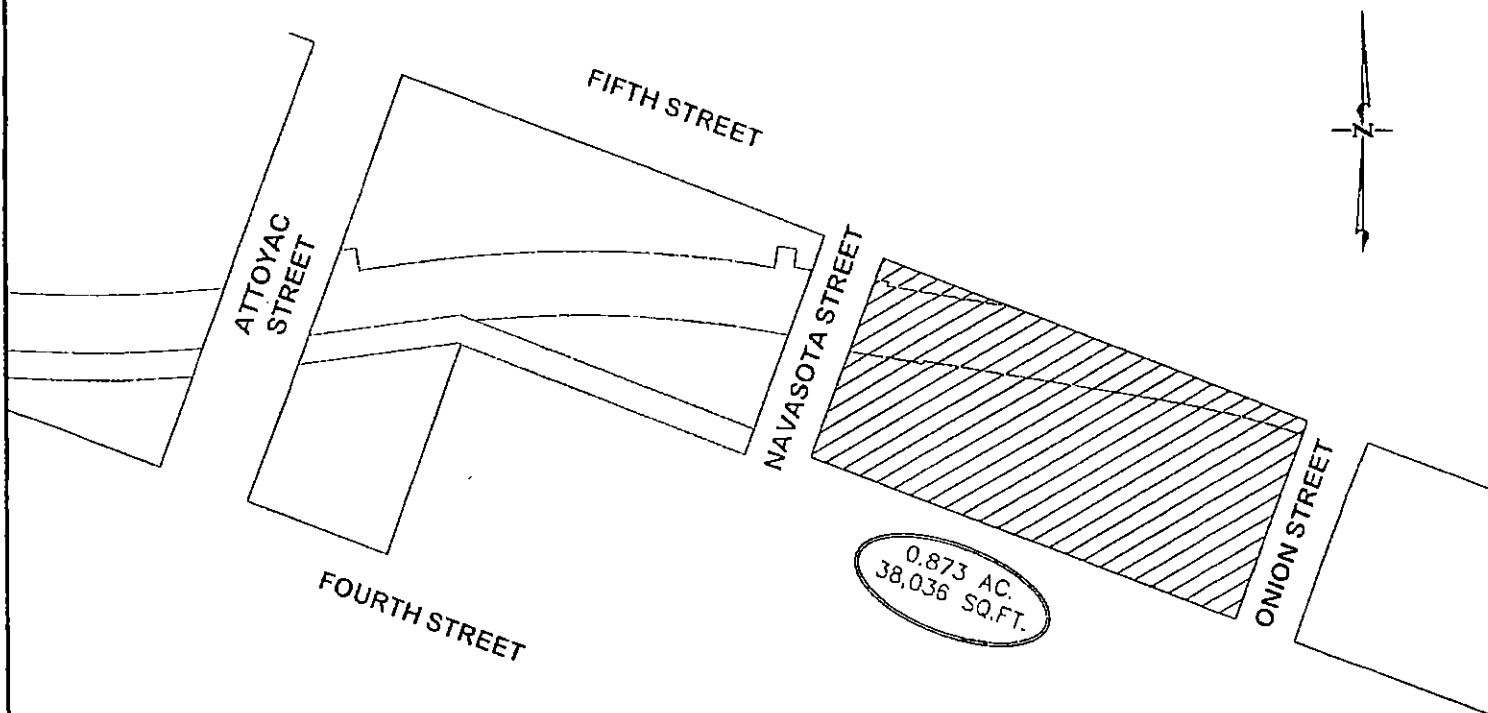 FIFTH STREET
N
ATTOYAC
STREET
NAVASOTA STREET
ONION STREET
0.873 AC.
38,036 SQ.FT.
FOURTH STREET